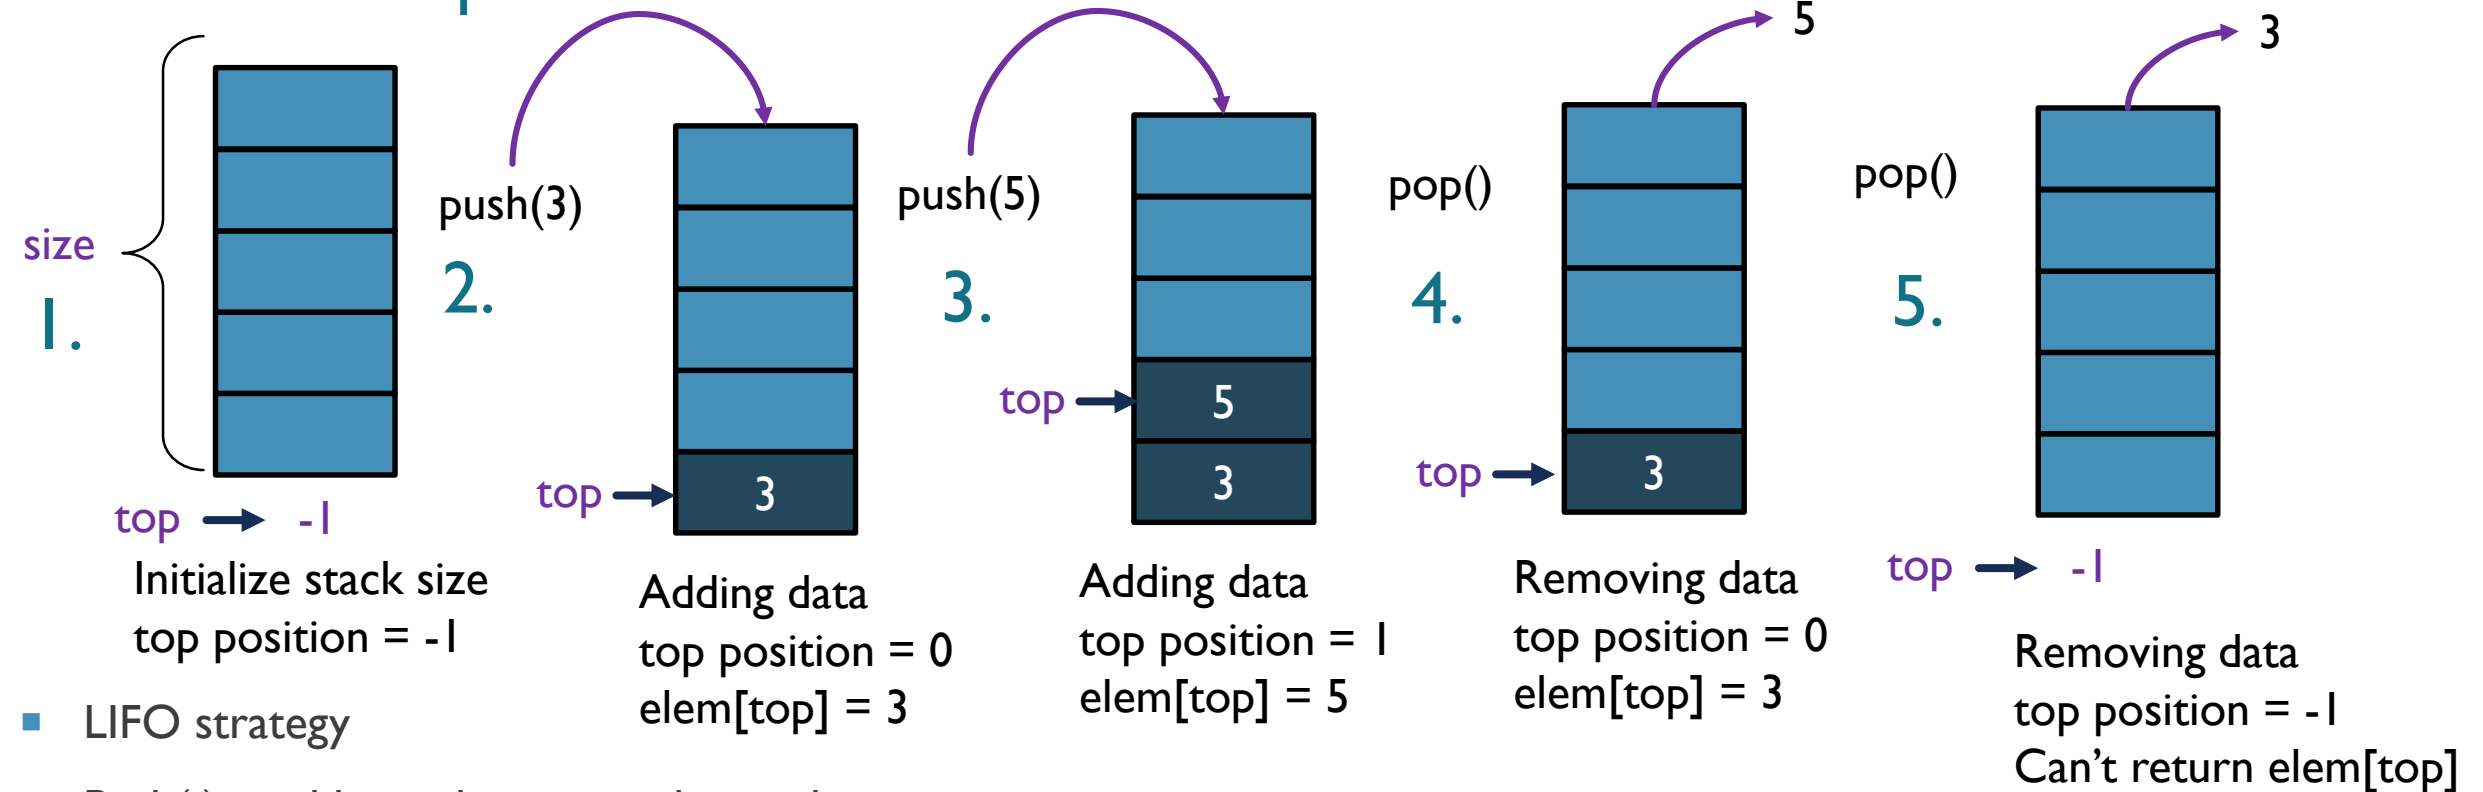 size
1.
top -1
Initialize stack size
top position = -1
push(3)
2.
top
3
Adding data
top position = 0
elem[top] = 3
push(5)
3.
top
5
3
Adding data
top position = 1
elem[top] = 5
pop()
4.
5
top
3
Removing data
top position = 0
elem[top] = 3
pop()
5.
3
top -1
Removing data
top position = -1
Can't return elem[top]
LIFO strategy